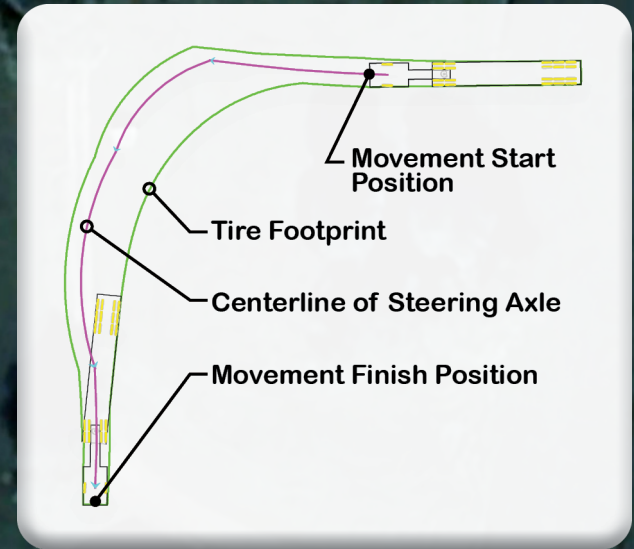 Movement Start
Position
Tire Footprint
Centerline of Steering Axle
Movement Finish Position